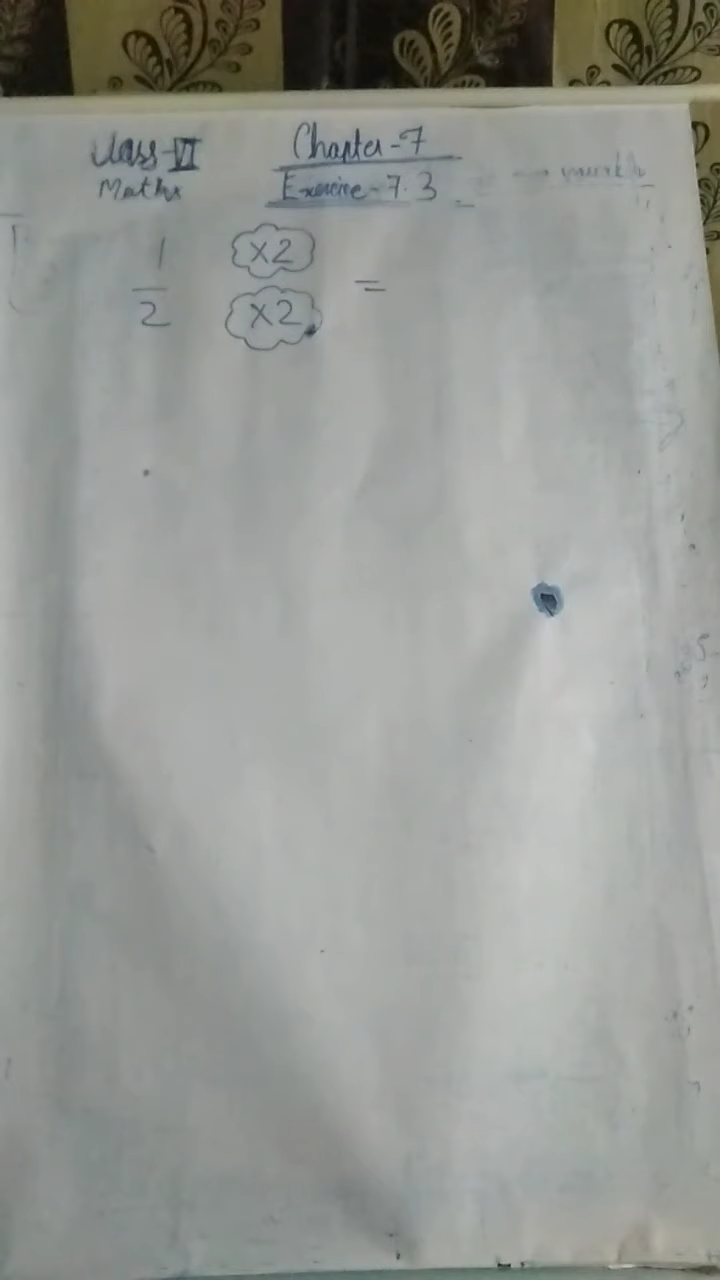 Class-VI Chapter-7
Maths Exercise-7.3
1 ×2
=
2 ×2